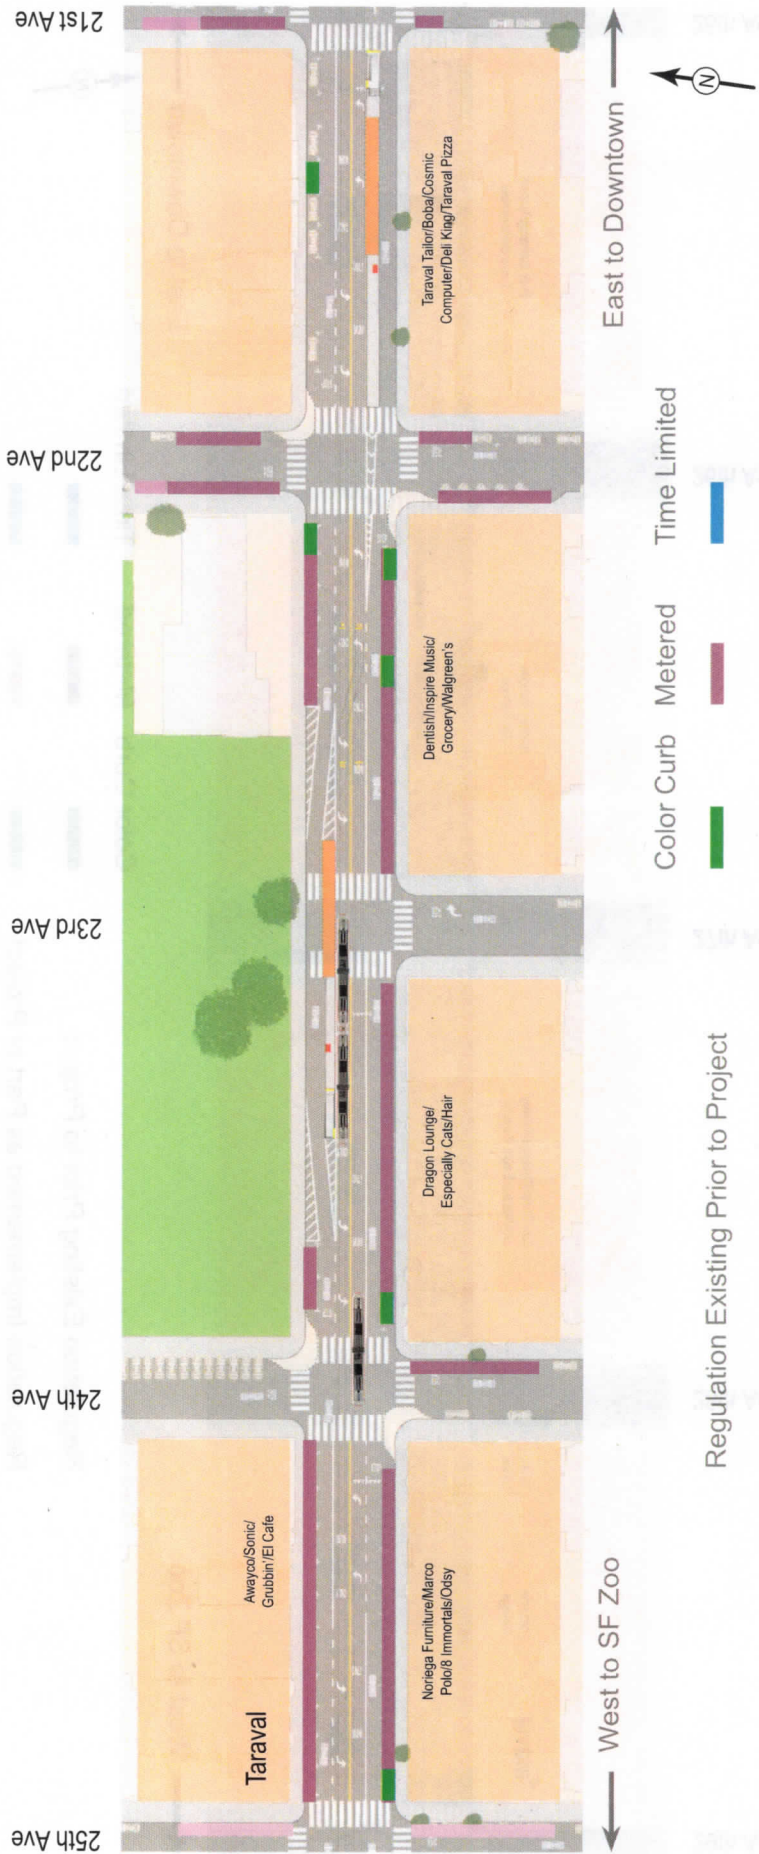 25th Ave
24th Ave
23rd Ave
22nd Ave
21st Ave
Taraval
Awayco/Sonic/
Grubbin'/El Cafe
Noriega Furniture/Marco
Polo/8 Immortals/Odsy
Dragon Lounge/
Especially Cats/Hair
Dentish/Inspire Music/
Grocery/Walgreen's
Taraval Tailor/Boba/Cosmic
Computer/Deli King/Taraval Pizza
West to SF Zoo
East to Downtown
N
Color Curb
Metered
Time Limited
Regulation Existing Prior to Project